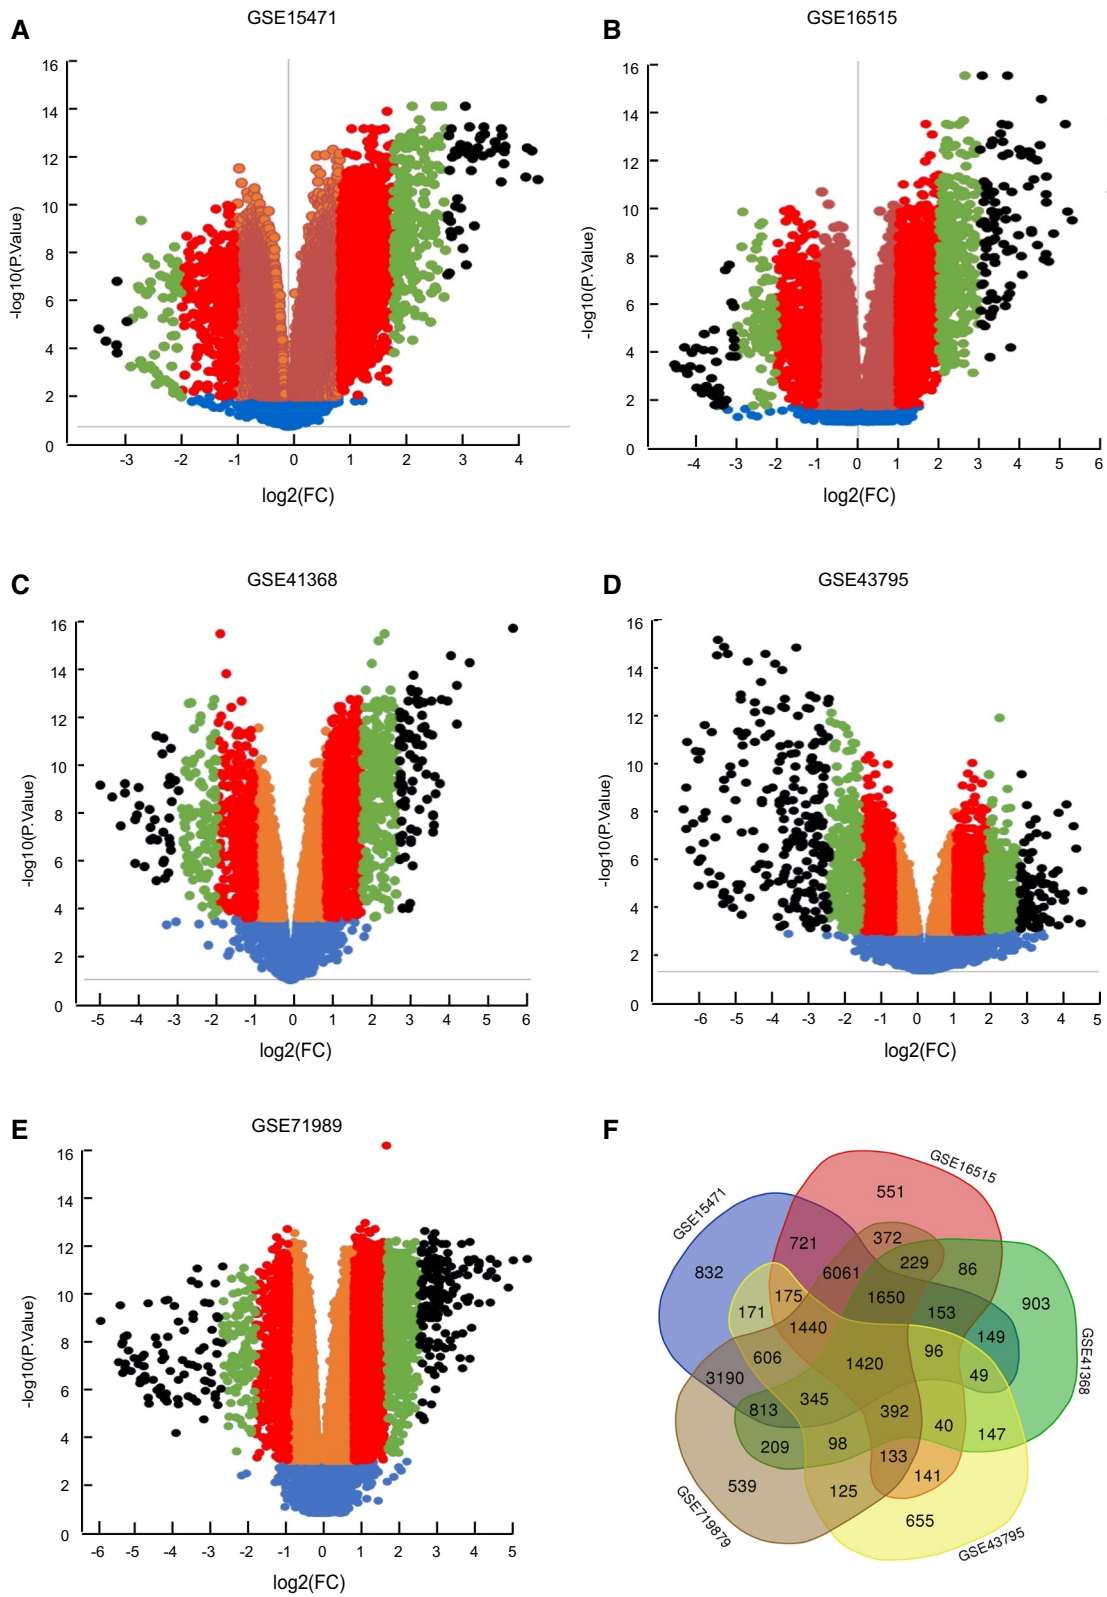 A
GSE15471
16
14
12
10
8
6
4
2
0
-log10(P.Value)
-3 -2 -1 0 1 2 3 4
log2(FC)
B
GSE16515
16
14
12
10
8
6
4
2
0
-log10(P.Value)
-4 -3 -2 -1 0 1 2 3 4 5 6
log2(FC)
C
GSE41368
16
14
12
10
8
6
4
2
0
-log10(P.Value)
-5 -4 -3 -2 -1 0 1 2 3 4 5 6
log2(FC)
D
GSE43795
16
14
12
10
8
6
4
2
0
-log10(P.Value)
-6 -5 -4 -3 -2 -1 0 1 2 3 4 5
log2(FC)
E
GSE71989
16
14
12
10
8
6
4
2
0
-log10(P.Value)
-6 -5 -4 -3 -2 -1 0 1 2 3 4 5
log2(FC)
F
GSE16515
GSE15471
GSE41368
GSE719879
GSE43795
551
721
372
832
6061
229
86
175
1650
903
171
153
1440
149
96
606
1420
49
3190
345
813
392
40
147
209
98
133
141
539
125
655